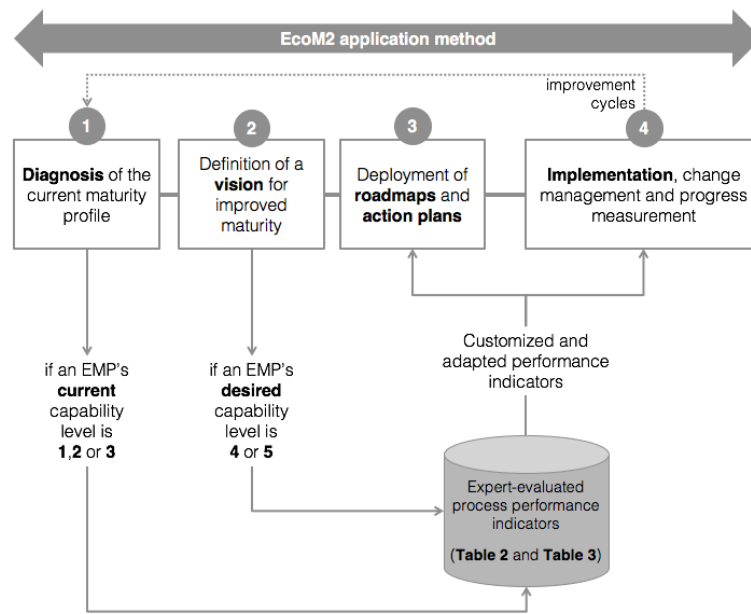 EcoM2 application method
improvement
cycles
1
2
3
4
Diagnosis of the
current maturity
profile
Definition of a
vision for
improved
maturity
Deployment of
roadmaps and
action plans
Implementation, change
management and progress
measurement
if an EMP's
current
capability
level is
1,2 or 3
if an EMP's
desired
capability
level is
4 or 5
Customized and
adapted performance
indicators
Expert-evaluated
process performance
indicators
(Table 2 and Table 3)